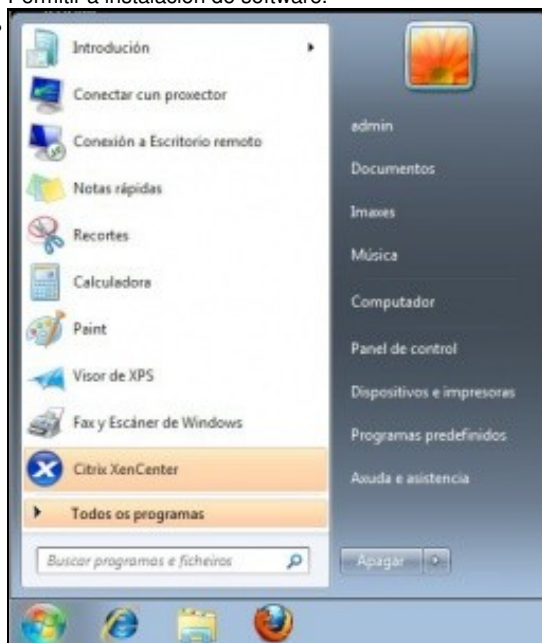 Permitir a instalación do software.
Introdución
Conectar cun proxector
Conexión a Escritorio remoto
Notas rápidas
Recortes
Calculadora
Paint
Visor de XPS
Fax y Escáner de Windows
Citrix XenCenter
Todos os programas
Buscar programas e ficheiros
admin
Documentos
Imaxes
Música
Computador
Panel de control
Dispositivos e impresoras
Programas predefinidos
Axuda e asistencia
Apagar